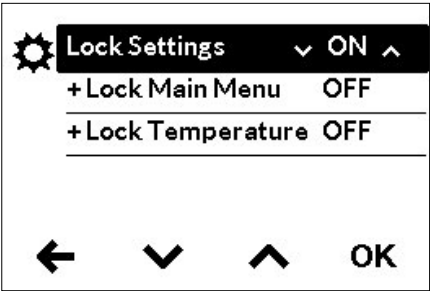 Lock Settings ON
+Lock Main Menu OFF
+Lock Temperature OFF
OK